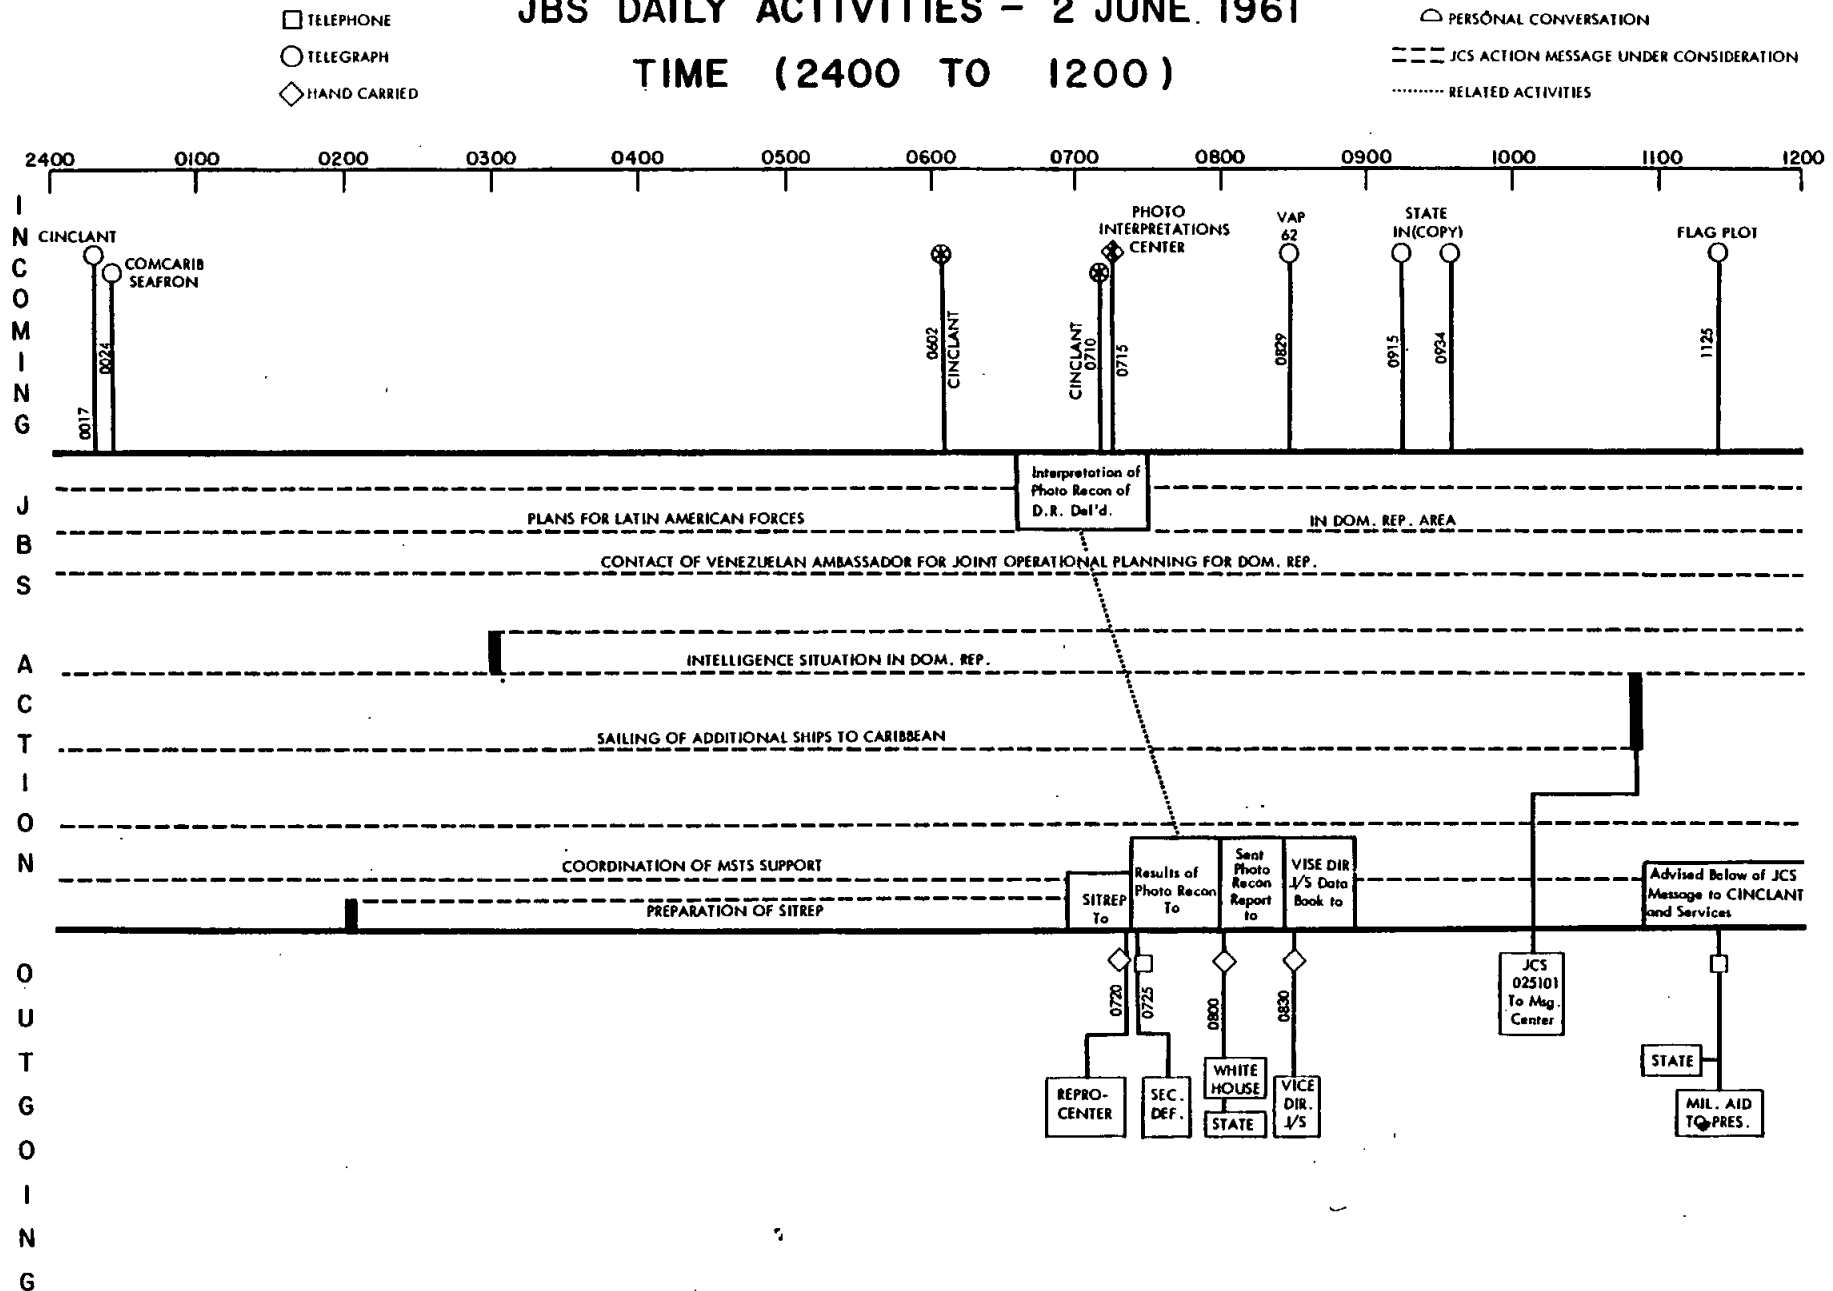 JBS DAILY ACTIVITIES – 2 JUNE 1961
TIME (2400 TO 1200)
TELEPHONE
TELEGRAPH
HAND CARRIED
PERSONAL CONVERSATION
JCS ACTION MESSAGE UNDER CONSIDERATION
RELATED ACTIVITIES
2400 0100 0200 0300 0400 0500 0600 0700 0800 0900 1000 1100 1200
INCOMING
CINCLANT
0017
COMCARIB
SEAFRON
0024
0602
CINCLANT
CINCLANT
0710
PHOTO
INTERPRETATIONS
CENTER
0715
VAP
62
0829
STATE
IN(COPY)
0915
0934
FLAG PLOT
1125
JBS ACTION
Interpretation of
Photo Recon of
D.R. Del'd.
PLANS FOR LATIN AMERICAN FORCES IN DOM. REP. AREA
CONTACT OF VENEZUELAN AMBASSADOR FOR JOINT OPERATIONAL PLANNING FOR DOM. REP.
INTELLIGENCE SITUATION IN DOM. REP.
SAILING OF ADDITIONAL SHIPS TO CARIBBEAN
COORDINATION OF MSTS SUPPORT
PREPARATION OF SITREP
SITREP
To
Results of
Photo Recon
To
Sent
Photo
Recon
Report
to
VISE DIR
J/S Data
Book to
Advised Below of JCS
Message to CINCLANT
and Services
OUTGOING
0720
0725
0800
0830
REPRO-
CENTER
SEC.
DEF.
WHITE
HOUSE
STATE
VICE
DIR.
J/S
JCS
025101
To Msg.
Center
STATE
MIL. AID
TO PRES.